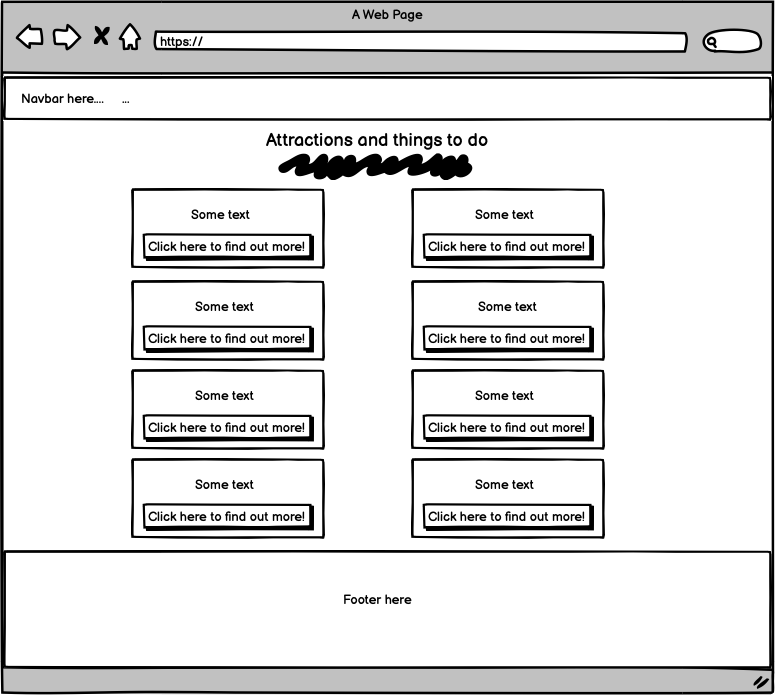 A Web Page
https://
Navbar here.... ...
Attractions and things to do
Some text Some text
Click here to find out more! Click here to find out more!
Some text Some text
Click here to find out more! Click here to find out more!
Some text Some text
Click here to find out more! Click here to find out more!
Some text Some text
Click here to find out more! Click here to find out more!
Footer here